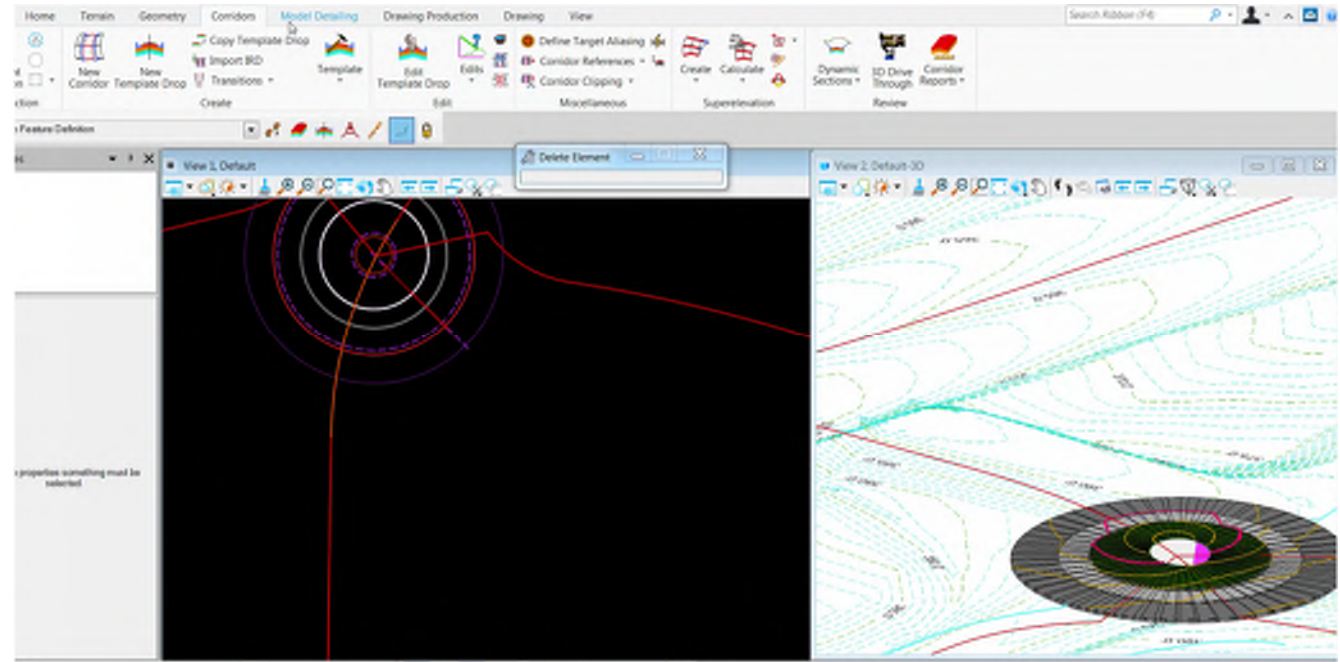 Home Terrain Geometry Corridors Model Detailing Drawing Production Drawing View
Search Ribbon (F4)
Copy Template Drop
Import IRD
Transitions
New
Corridor
New
Template Drop
Template
Create
Edit
Template Drop
Edits
Edit
Define Target Aliasing
Corridor References
Corridor Clipping
Miscellaneous
Create
Calculate
Superelevation
Dynamic
Sections
3D Drive
Through
Corridor
Reports
Review
Feature Definition
View 1, Default
Delete Element
View 2, Default-3D
properties something must be
selected